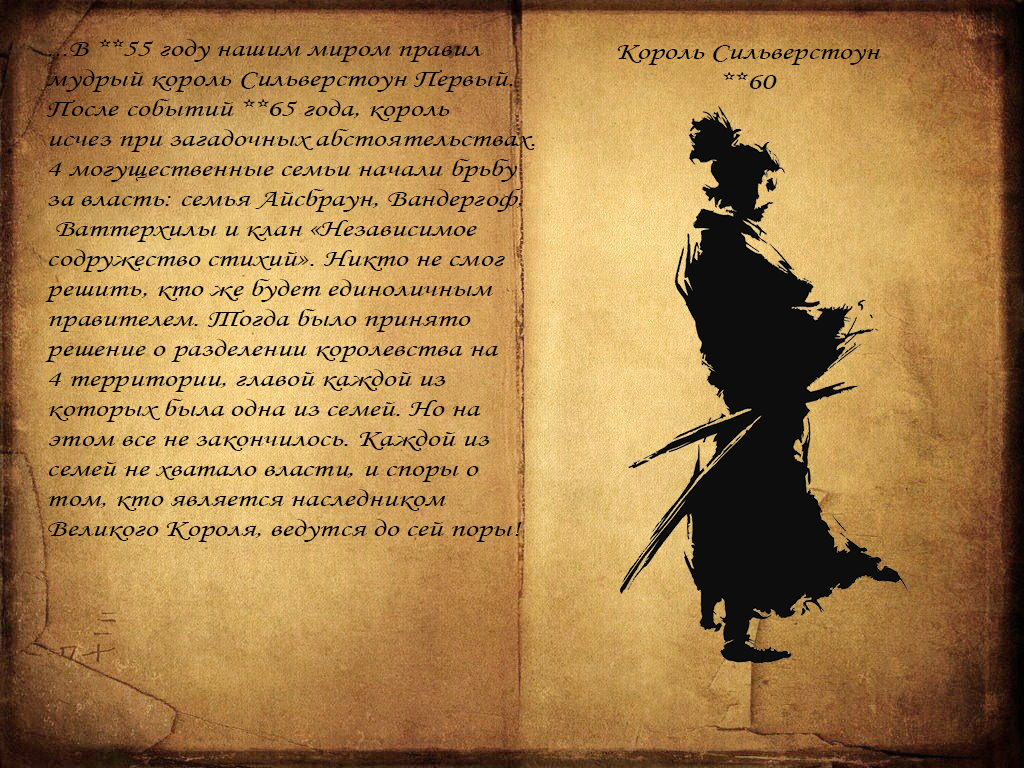 ...В **55 году нашим миром правил
мудрый король Сильверстоун Первый.
После событий **65 года, король
исчез при загадочных абстоятельствах.
4 могущественные семьи начали брьбу
за власть: семья Айсбраун, Вандергоф,
Ваттерхилы и клан «Независимое
содружество стихий». Никто не смог
решить, кто же будет единоличным
правителем. Тогда было принято
решение о разделении королевства на
4 территории, главой каждой из
которых была одна из семей. Но на
этом все не закончилось. Каждой из
семей не хватало власти, и споры о
том, кто является наследником
Великого Короля, ведутся до сей поры!
Король Сильверстоун
**60